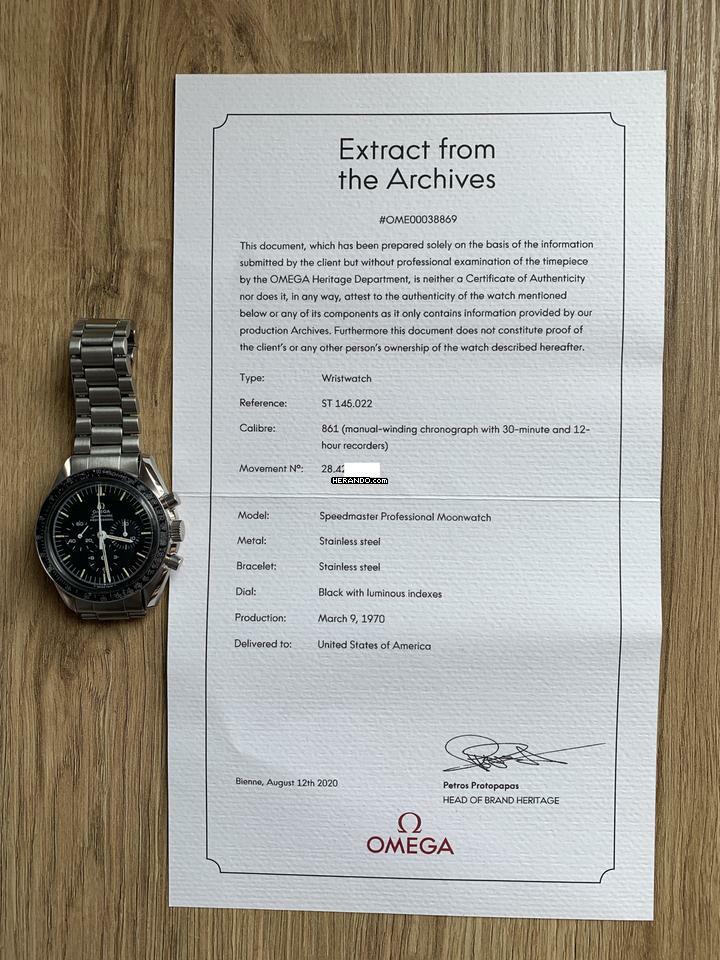 Extract from
the Archives
#OME00038869
This document, which has been prepared solely on the basis of the information
submitted by the client but without professional examination of the timepiece
by the OMEGA Heritage Department, is neither a Certificate of Authenticity
nor does it, in any way, attest to the authenticity of the watch mentioned
below or any of its components as it only contains information provided by our
production Archives. Furthermore this document does not constitute proof of
the client's or any other person's ownership of the watch described hereafter.
Type: Wristwatch
Reference: ST 145.022
Calibre: 861 (manual-winding chronograph with 30-minute and 12-
hour recorders)
Movement Nº: 28.42
HERANDO.com
Model: Speedmaster Professional Moonwatch
Metal: Stainless steel
Bracelet: Stainless steel
Dial: Black with luminous indexes
Production: March 9, 1970
Delivered to: United States of America
Bienne, August 12th 2020
Petros Protopapas
HEAD OF BRAND HERITAGE
Ω
OMEGA
Ω
OMEGA